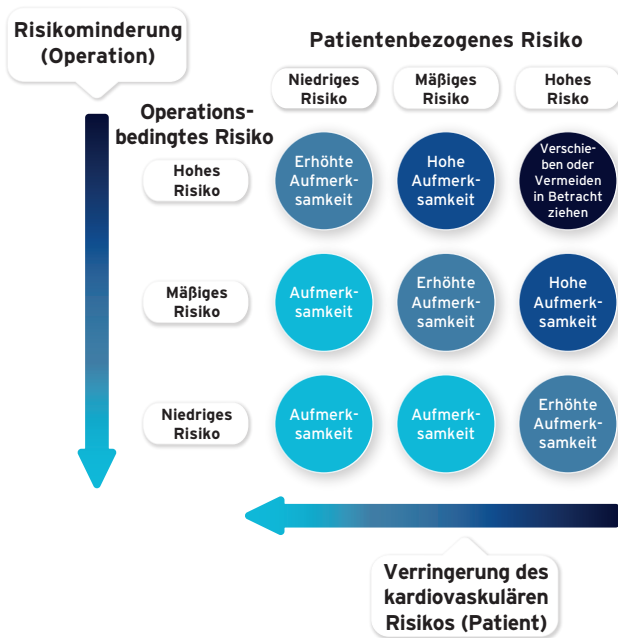 Risikominderung
(Operation)
Patientenbezogenes Risiko
Niedriges
Risiko
Mäßiges
Risiko
Hohes
Risko
Operations-
bedingtes Risiko
Hohes
Risiko
Erhöhte
Aufmerk-
samkeit
Hohe
Aufmerk-
samkeit
Verschie-
ben oder
Vermeiden
in Betracht
ziehen
Mäßiges
Risiko
Aufmerk-
samkeit
Erhöhte
Aufmerk-
samkeit
Hohe
Aufmerk-
samkeit
Niedriges
Risiko
Aufmerk-
samkeit
Aufmerk-
samkeit
Erhöhte
Aufmerk-
samkeit
Verringerung des
kardiovaskulären
Risikos (Patient)